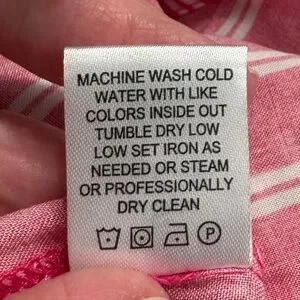 MACHINE WASH COLD
WATER WITH LIKE
COLORS INSIDE OUT
TUMBLE DRY LOW
LOW SET IRON AS
NEEDED OR STEAM
OR PROFESSIONALLY
DRY CLEAN
P